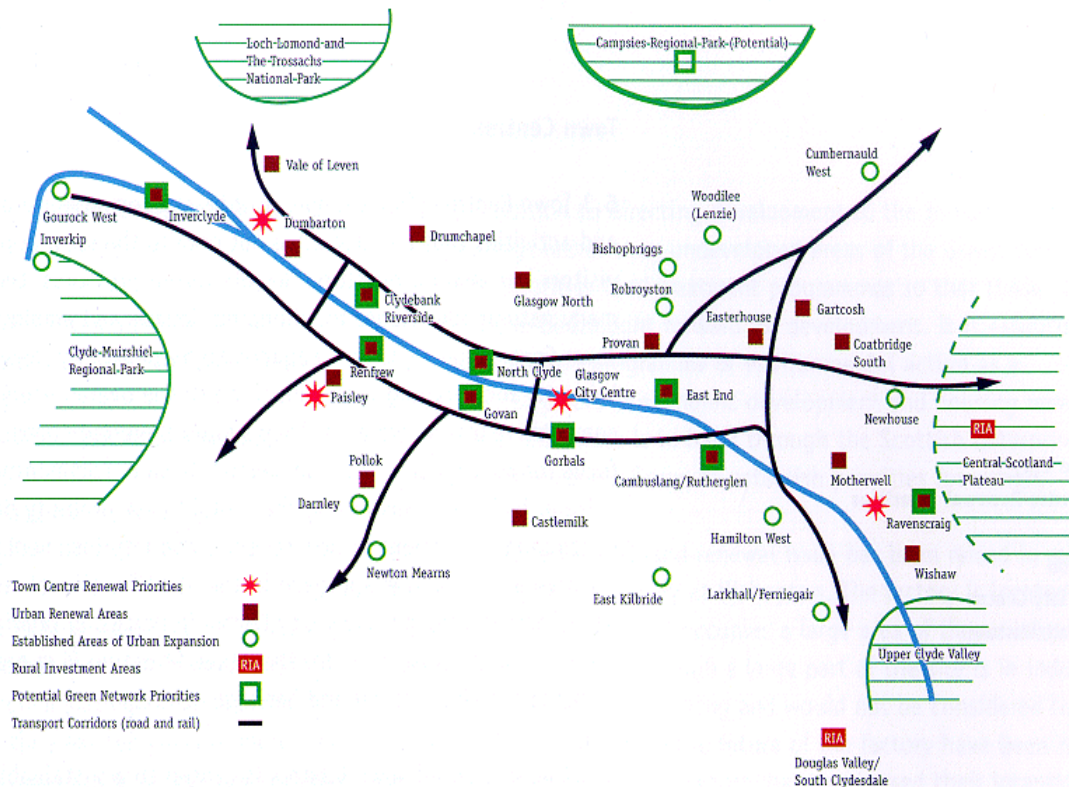 Loch-Lomond-and
The-Trossachs
National-Park
Campsies-Regional-Park-(Potential)
Cumbernauld
West
Vale of Leven
Gourock West
Inverclyde
Dumbarton
Woodilee
(Lenzie)
Inverkip
Drumchapel
Bishopbriggs
Clydebank
Riverside
Glasgow North
Robroyston
Easterhouse
Gartcosh
Provan
Coatbridge
South
Clyde-Muirshiel
Regional-Park
Renfrew
North Clyde
Glasgow
City Centre
Paisley
Govan
East End
Newhouse
RIA
Gorbals
Central-Scotland
Plateau
Pollok
Cambuslang/Rutherglen
Motherwell
Darnley
Castlemilk
Ravenscraig
Hamilton West
Newton Mearns
Wishaw
East Kilbride
Larkhall/Ferniegair
Upper Clyde Valley
Town Centre Renewal Priorities
Urban Renewal Areas
Established Areas of Urban Expansion
Rural Investment Areas
RIA
Potential Green Network Priorities
Transport Corridors (road and rail)
RIA
Douglas Valley/
South Clydesdale